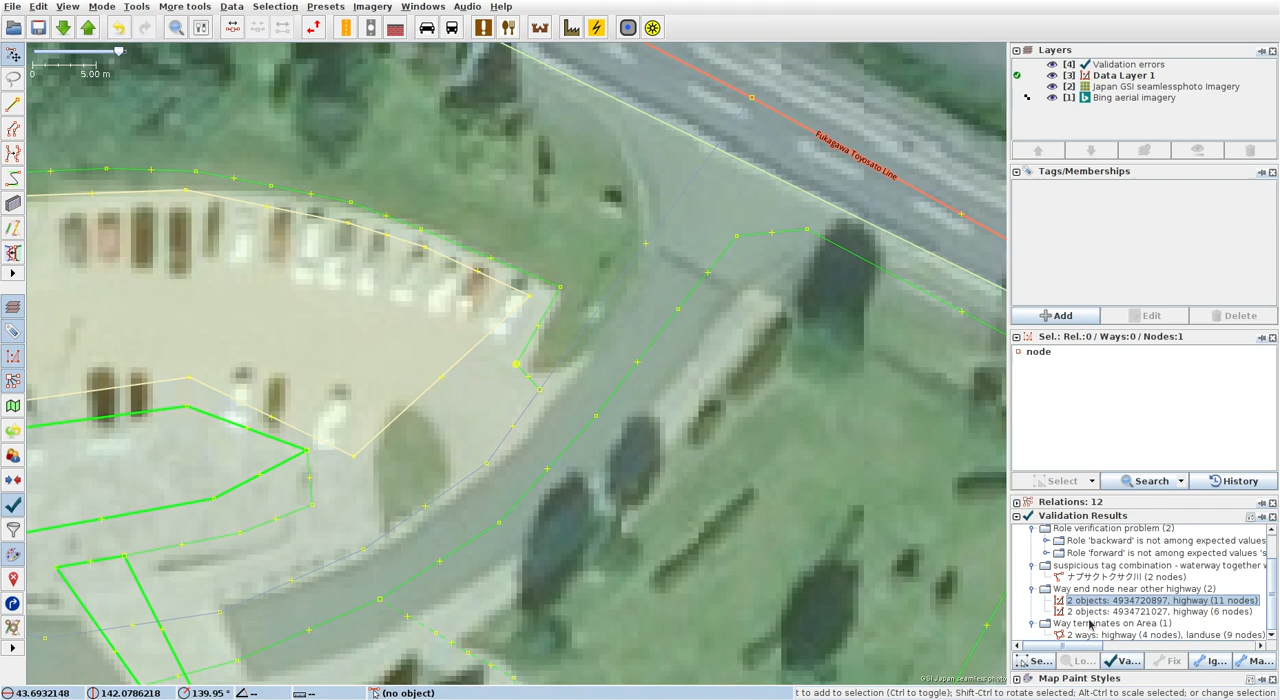 File Edit View Mode Tools More tools Data Selection Presets Imagery Windows Audio Help
0 5.00 m
Fukagawa Toyosato Line
Layers
[4] Validation errors
[3] Data Layer 1
[2] Japan GSI seamlessphoto Imagery
[1] Bing aerial imagery
Tags/Memberships
Add Edit Delete
Sel.: Rel.:0 / Ways:0 / Nodes:1
node
Select Search History
Relations: 12
Validation Results
Role verification problem (2)
Role 'backward' is not among expected values
Role 'forward' is not among expected values 's
suspicious tag combination - waterway together w
ナプサクトクサク川 (2 nodes)
Way end node near other highway (2)
2 objects: 4934720897, highway (11 nodes)
2 objects: 4934721027, highway (6 nodes)
Way terminates on Area (1)
2 ways: highway (4 nodes), landuse (9 nodes)
Se... Lo... Va... Fix Ig... Ma...
GSI Japan seamless photo
Map Paint Styles
43.6932148 142.0786218 139.95° -- -- (no object) t to add to selection (Ctrl to toggle); Shift-Ctrl to rotate selected; Alt-Ctrl to scale selected; or change selection